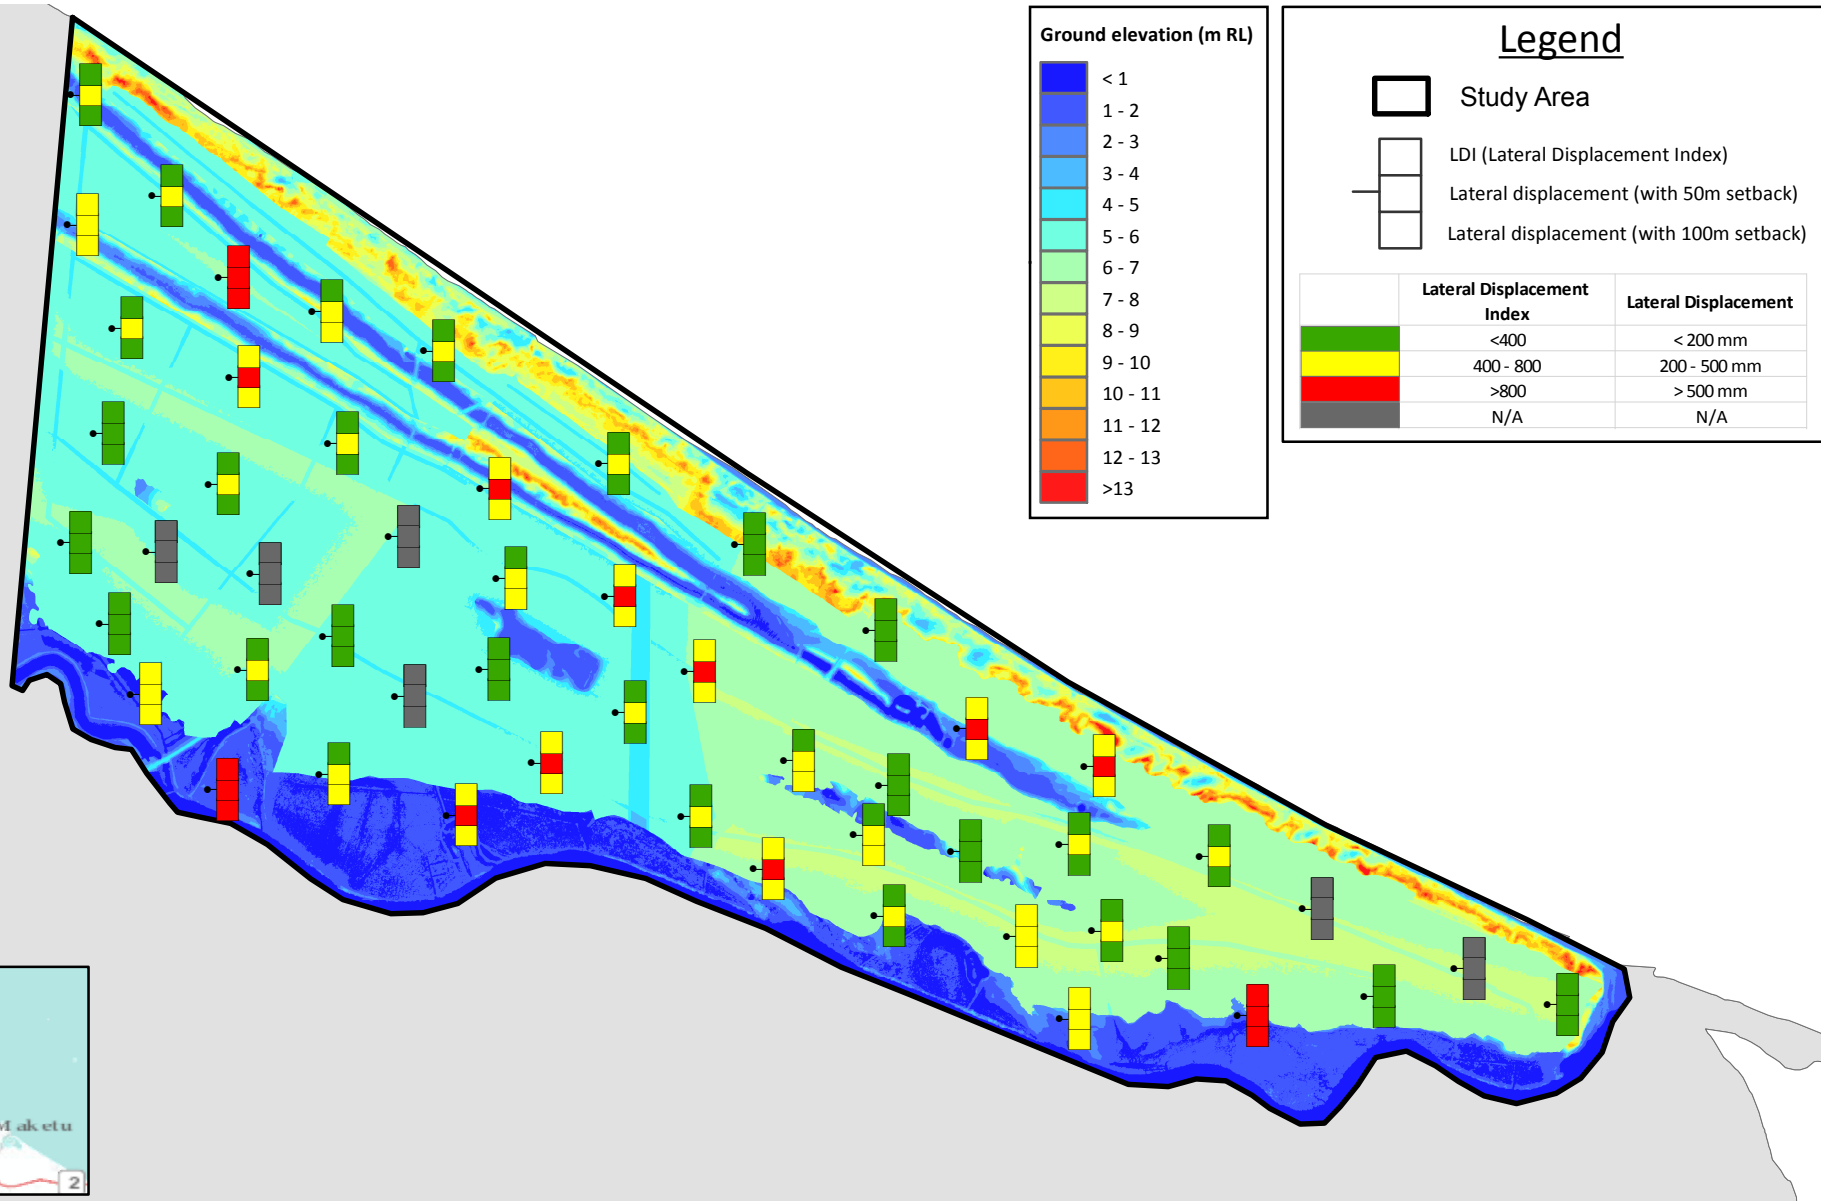 Ground elevation (m RL)
< 1
1 - 2
2 - 3
3 - 4
4 - 5
5 - 6
6 - 7
7 - 8
8 - 9
9 - 10
10 - 11
11 - 12
12 - 13
>13
Legend
Study Area
LDI (Lateral Displacement Index)
Lateral displacement (with 50m setback)
Lateral displacement (with 100m setback)
Lateral Displacement Index
Lateral Displacement
<400
< 200 mm
400 - 800
200 - 500 mm
>800
> 500 mm
N/A
N/A
Maketu
2